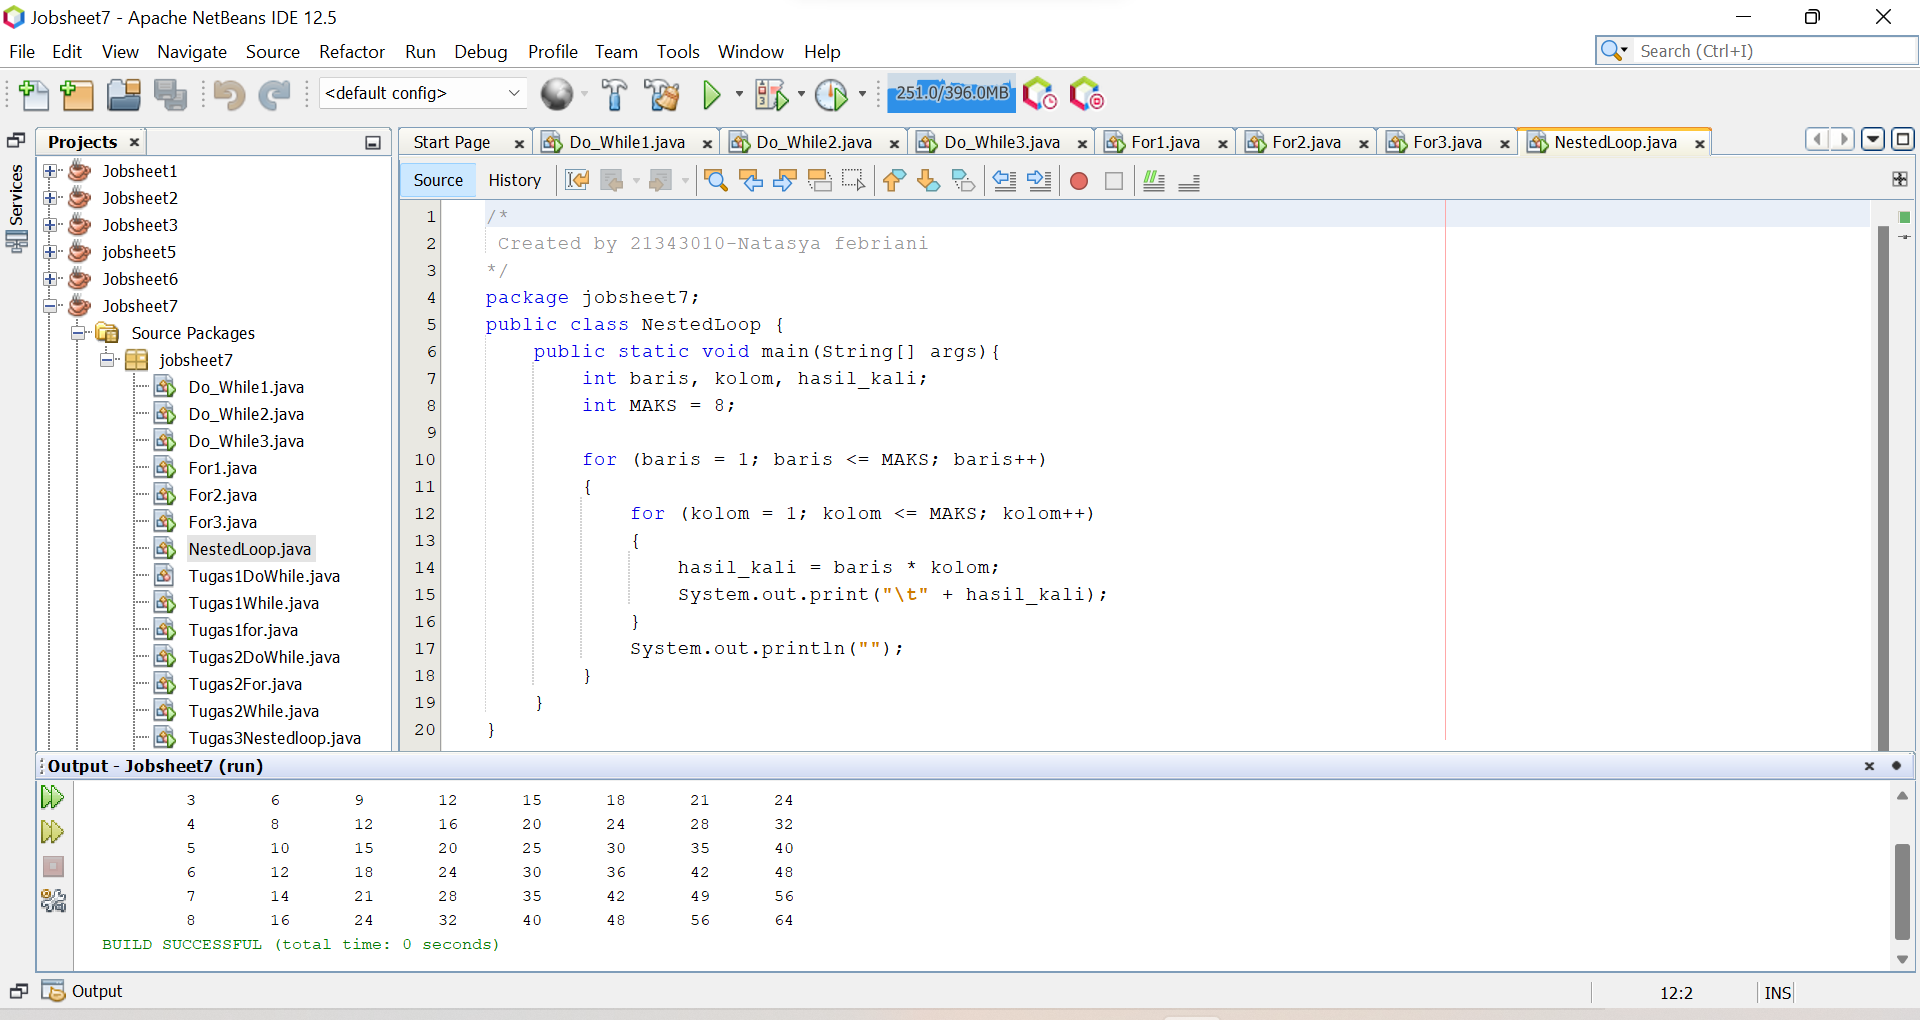 Jobsheet7 - Apache NetBeans IDE 12.5
File Edit View Navigate Source Refactor Run Debug Profile Team Tools Window Help
Search (Ctrl+I)
<default config>
251.0/396.0MB
Services
Projects
Jobsheet1
Jobsheet2
Jobsheet3
jobsheet5
Jobsheet6
Jobsheet7
Source Packages
jobsheet7
Do_While1.java
Do_While2.java
Do_While3.java
For1.java
For2.java
For3.java
NestedLoop.java
Tugas1DoWhile.java
Tugas1While.java
Tugas1for.java
Tugas2DoWhile.java
Tugas2For.java
Tugas2While.java
Tugas3Nestedloop.java
Start Page Do_While1.java Do_While2.java Do_While3.java For1.java For2.java For3.java NestedLoop.java
Source History
1 /*
2 Created by 21343010-Natasya febriani
3 */
4 package jobsheet7;
5 public class NestedLoop {
6 public static void main(String[] args){
7 int baris, kolom, hasil_kali;
8 int MAKS = 8;
9
10 for (baris = 1; baris <= MAKS; baris++)
11 {
12 for (kolom = 1; kolom <= MAKS; kolom++)
13 {
14 hasil_kali = baris * kolom;
15 System.out.print("\t" + hasil_kali);
16 }
17 System.out.println("");
18 }
19 }
20 }
Output - Jobsheet7 (run)
3 6 9 12 15 18 21 24
4 8 12 16 20 24 28 32
5 10 15 20 25 30 35 40
6 12 18 24 30 36 42 48
7 14 21 28 35 42 49 56
8 16 24 32 40 48 56 64
BUILD SUCCESSFUL (total time: 0 seconds)
Output
12:2 INS